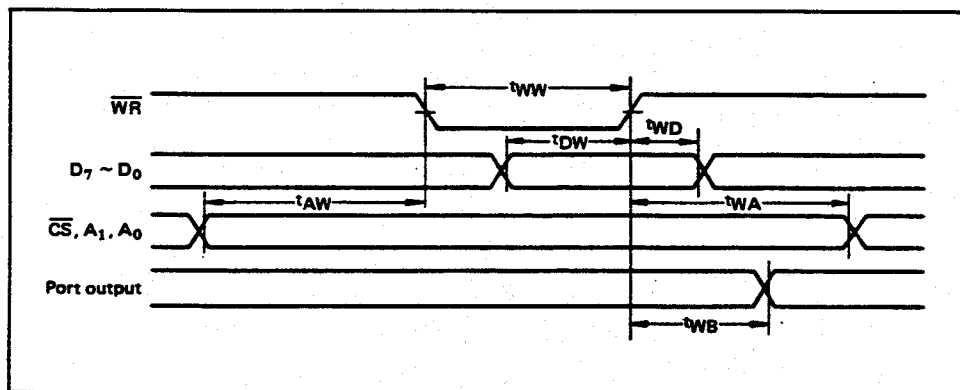 tWW
WR
tWD
tDW
D7 ~ D0
tAW
tWA
CS, A1, A0
Port output
tWB